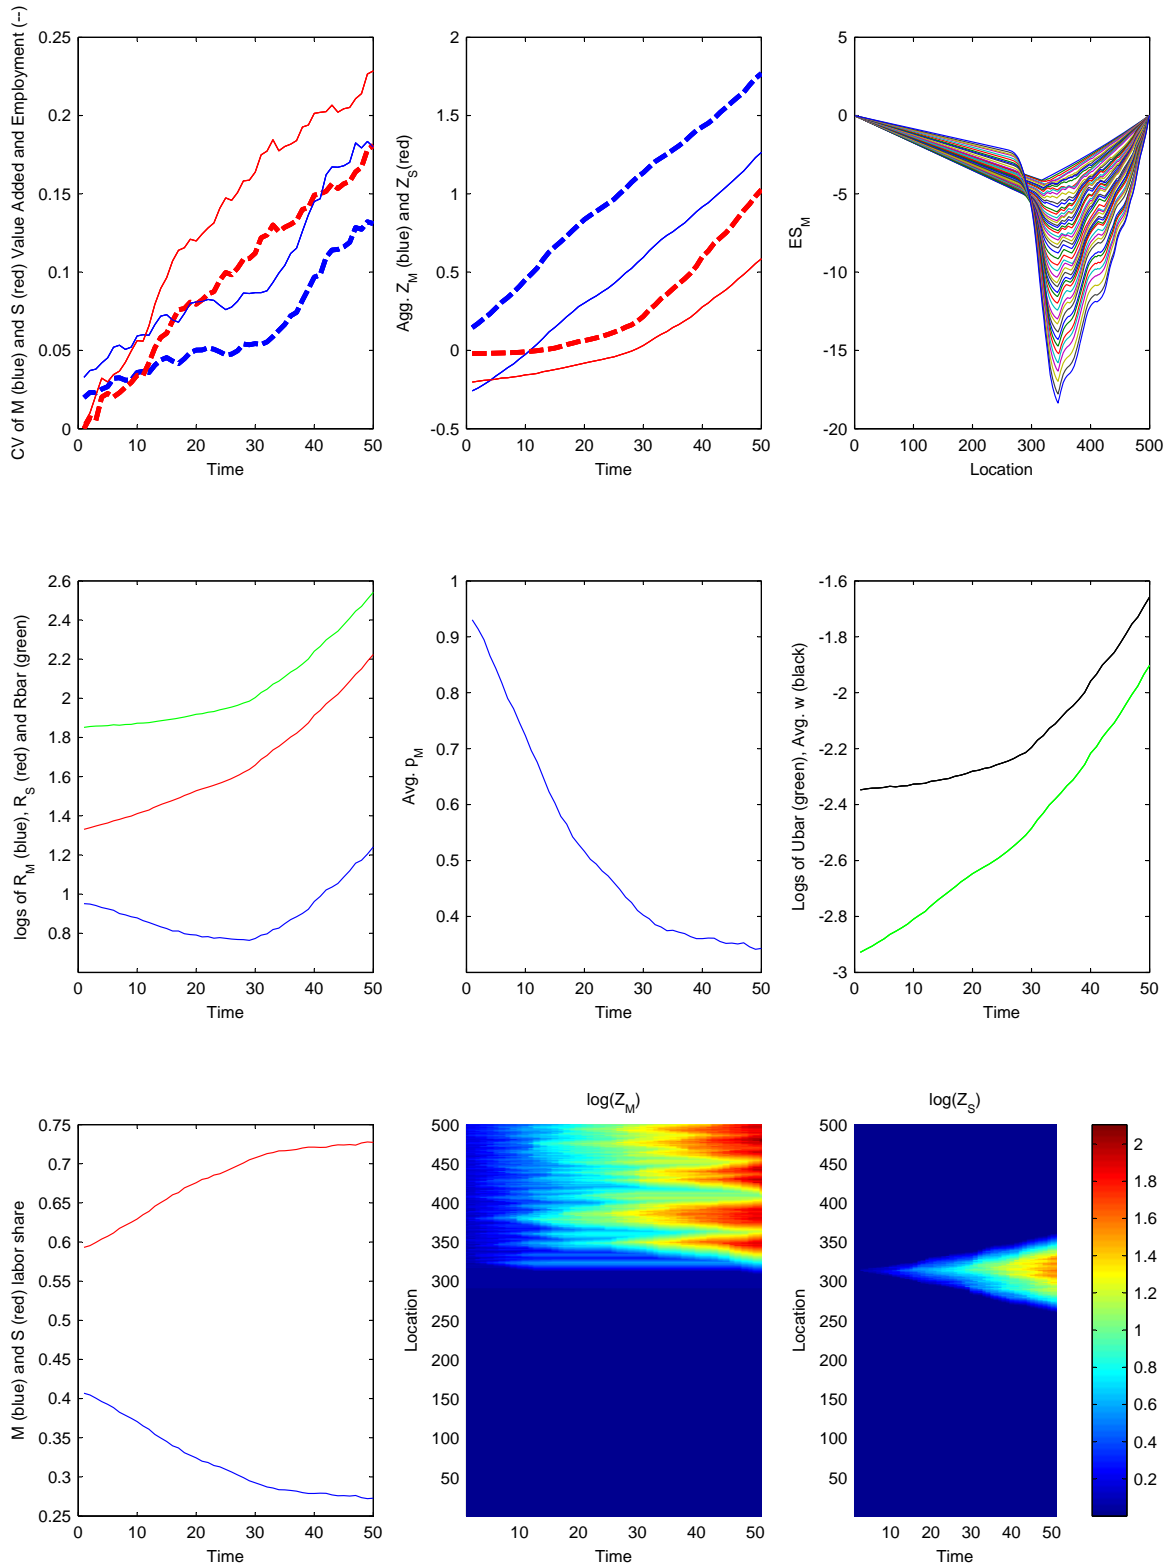 CV of M (blue) and S (red) Value Added and Employment (--)
0.25
0.2
0.15
0.1
0.05
0
0 10 20 30 40 50
Time
Agg. Z_M (blue) and Z_S(red)
2
1.5
1
0.5
0
-0.5
0 10 20 30 40 50
Time
ES_M
5
0
-5
-10
-15
-20
0 100 200 300 400 500
Location
logs of R_M (blue), R_S (red) and Rbar (green)
2.6
2.4
2.2
2
1.8
1.6
1.4
1.2
1
0.8
0 10 20 30 40 50
Time
Avg. p_M
1
0.9
0.8
0.7
0.6
0.5
0.4
0 10 20 30 40 50
Time
Logs of Ubar (green), Avg. w (black)
-1.6
-1.8
-2
-2.2
-2.4
-2.6
-2.8
-3
0 10 20 30 40 50
Time
M (blue) and S (red) labor share
0.75
0.7
0.65
0.6
0.55
0.5
0.45
0.4
0.35
0.3
0.25
0 10 20 30 40 50
Time
log(Z_M)
Location
500
450
400
350
300
250
200
150
100
50
10 20 30 40 50
Time
log(Z_S)
Location
500
450
400
350
300
250
200
150
100
50
10 20 30 40 50
Time
2
1.8
1.6
1.4
1.2
1
0.8
0.6
0.4
0.2